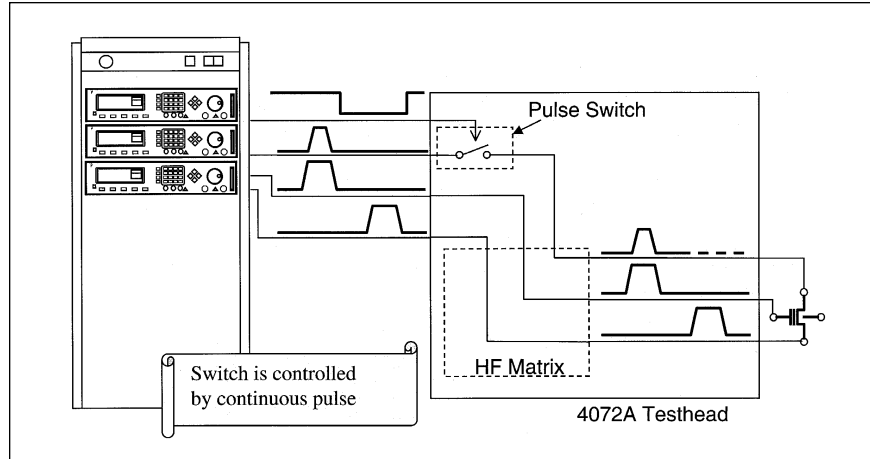 Pulse Switch
HF Matrix
4072A Testhead
Switch is controlled
by continuous pulse